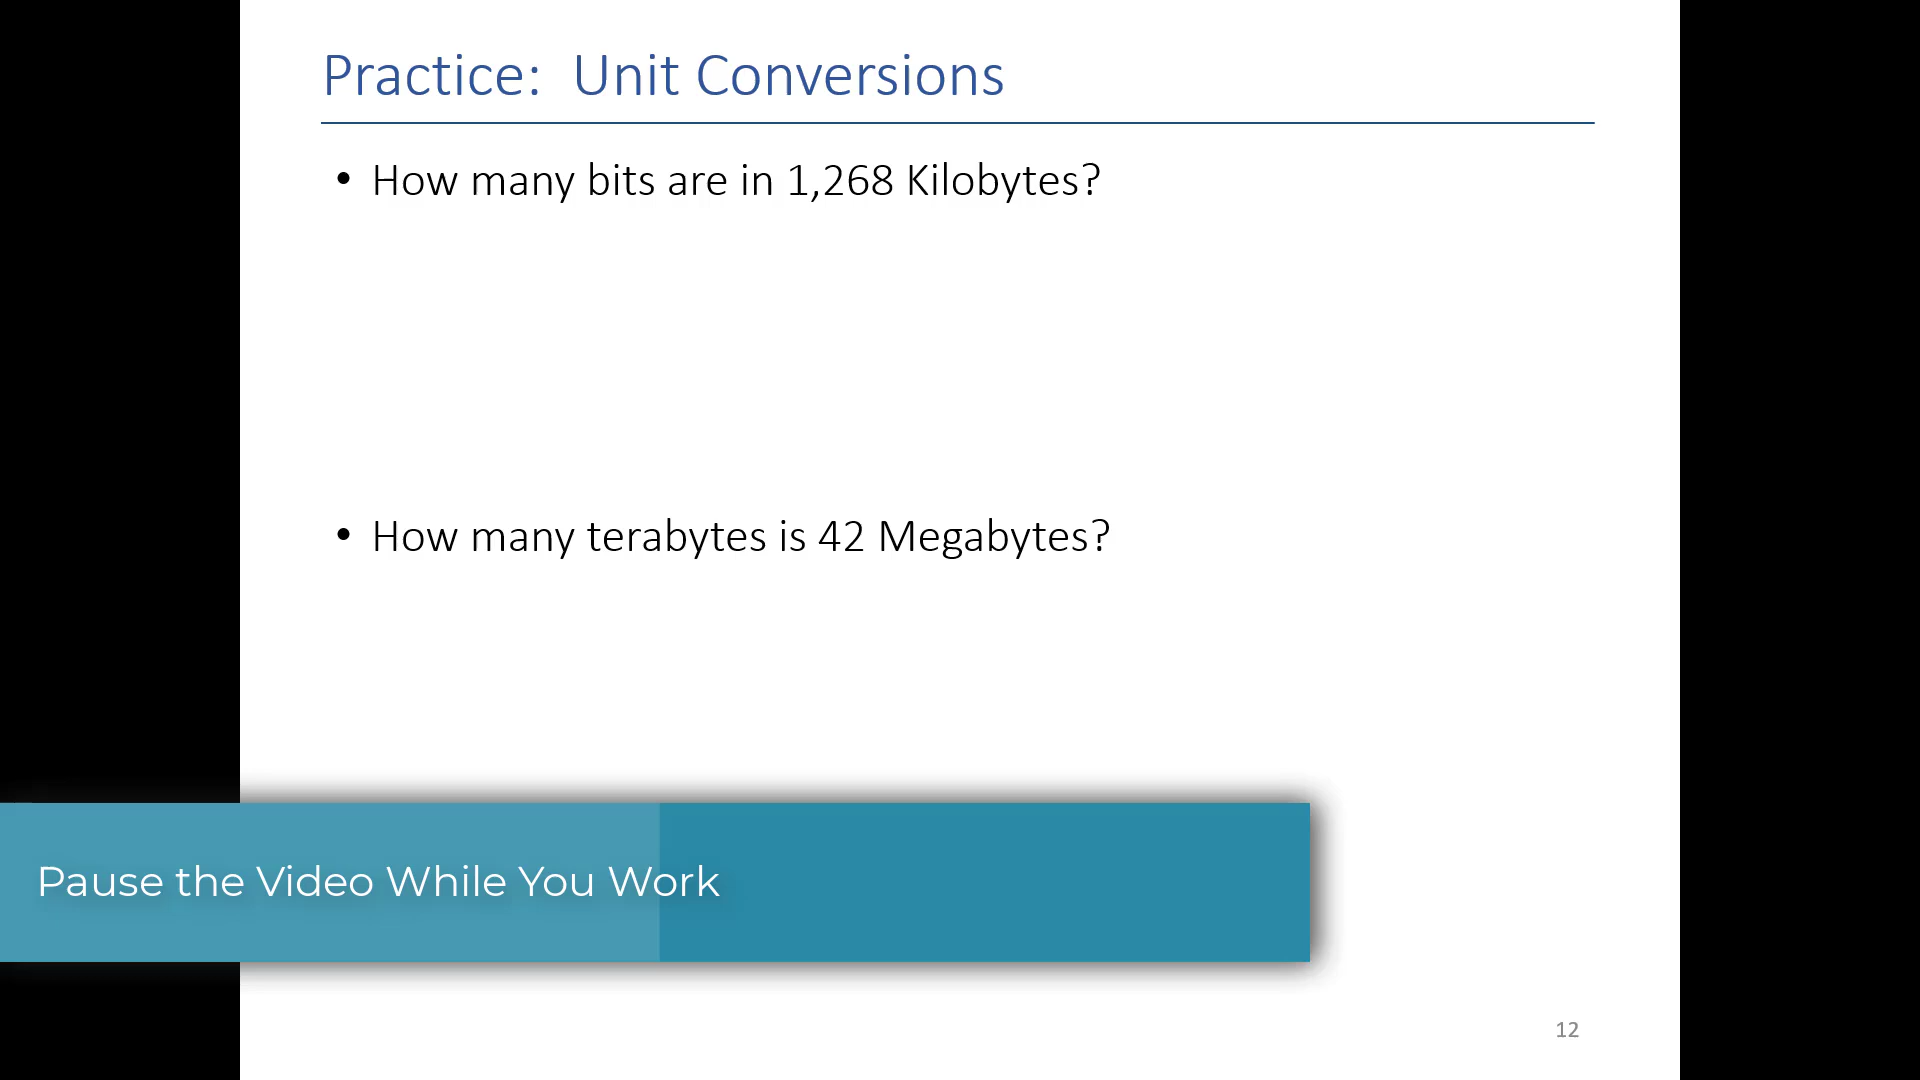 Practice:  Unit Conversions
• How many bits are in 1,268 Kilobytes?
• How many terabytes is 42 Megabytes?
Pause the Video While You Work
12